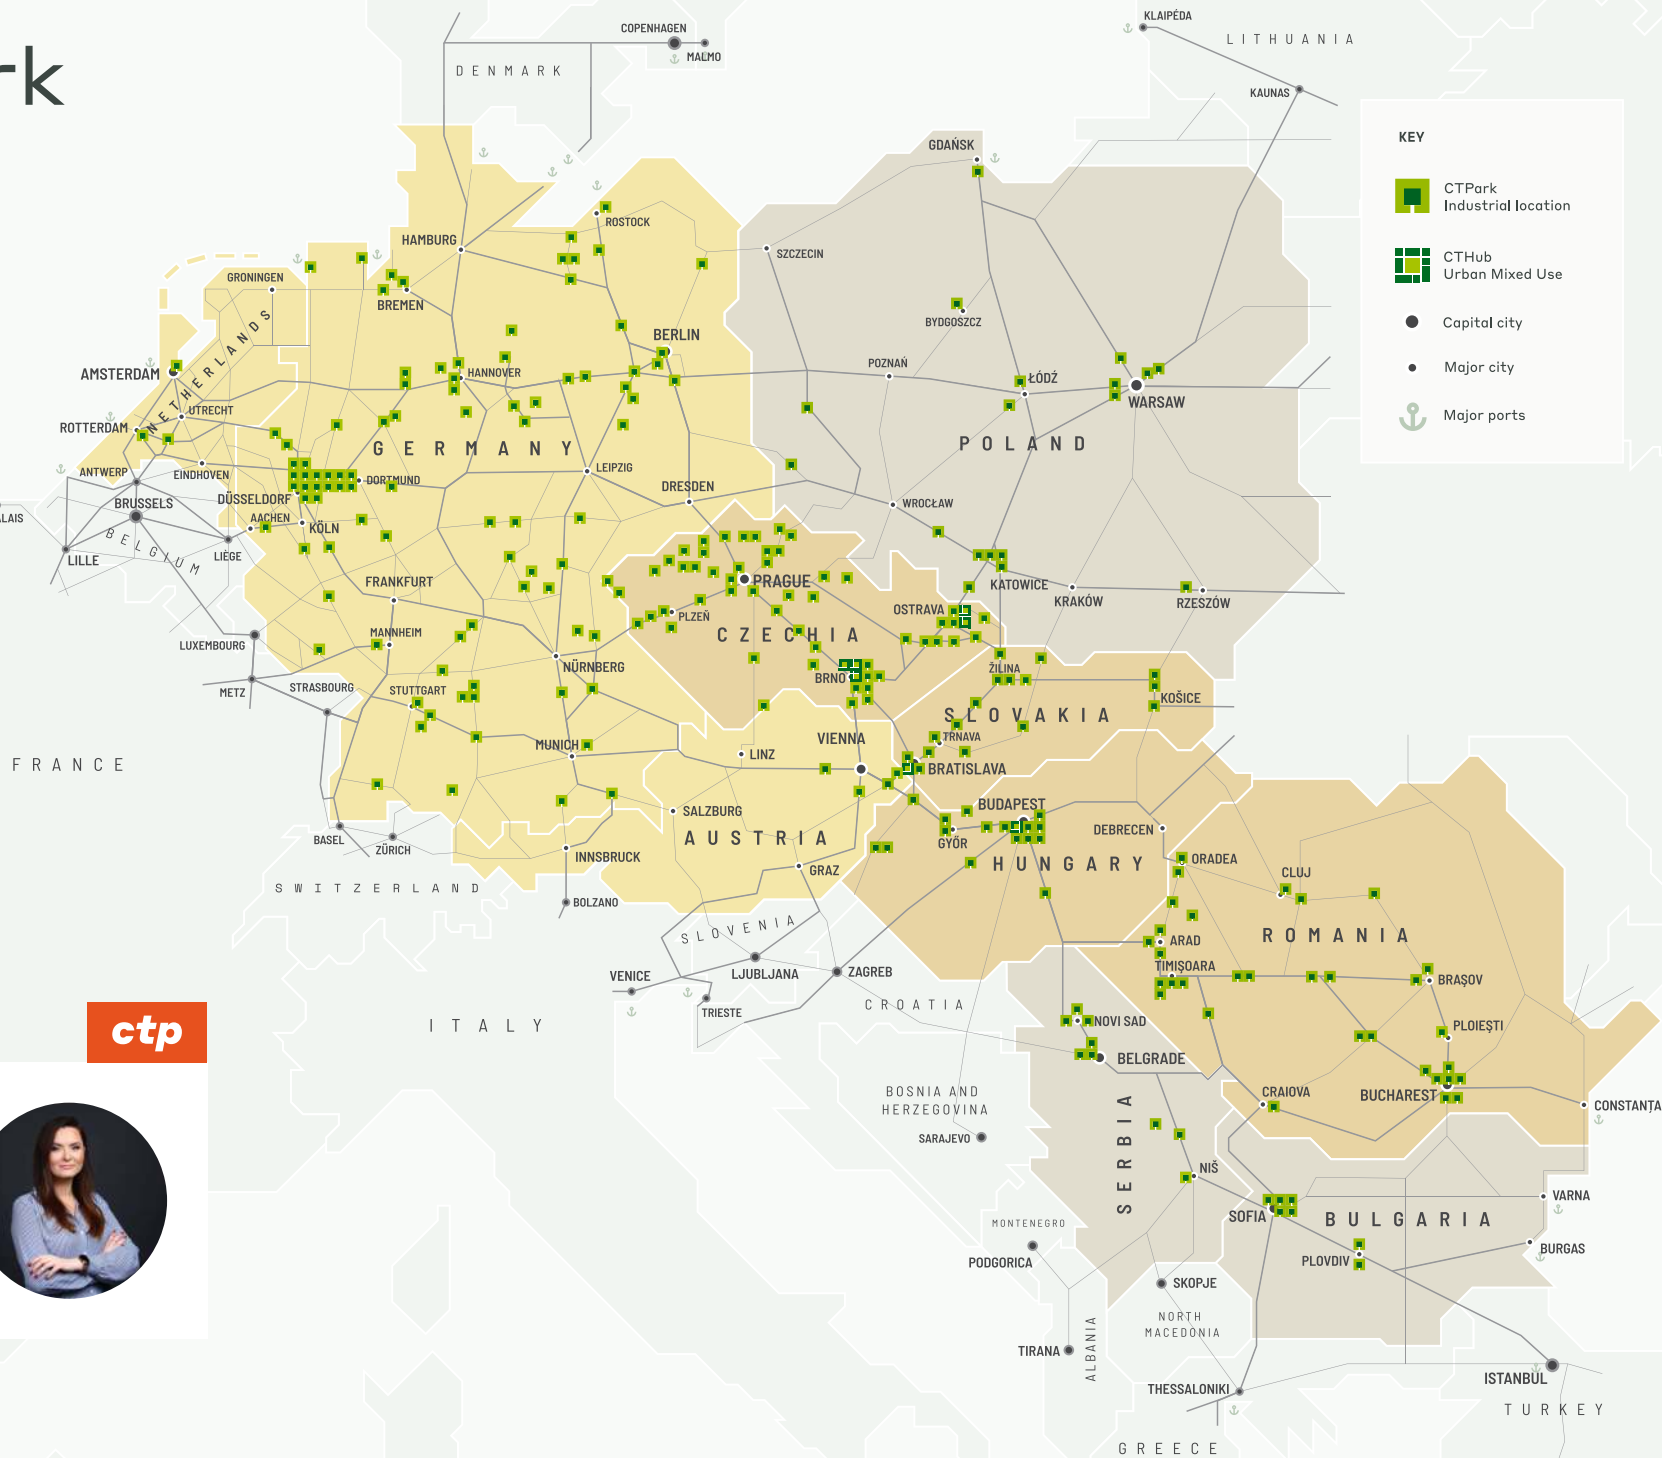 rk
COPENHAGEN
MALMO
DENMARK
KLAIPĖDA
LITHUANIA
KAUNAS
KEY
CTPark
Industrial location
CTHub
Urban Mixed Use
Capital city
Major city
Major ports
GDAŃSK
ROSTOCK
HAMBURG
SZCZECIN
GRONINGEN
BREMEN
BYDGOSZCZ
BERLIN
NETHERLANDS
AMSTERDAM
HANNOVER
POZNAŃ
ŁÓDŹ
WARSAW
UTRECHT
ROTTERDAM
GERMANY
POLAND
ANTWERP
EINDHOVEN
DORTMUND
LEIPZIG
DRESDEN
DÜSSELDORF
BRUSSELS
WROCŁAW
ALAIS
AACHEN
KÖLN
BELGIUM
LIÈGE
LILLE
FRANKFURT
PRAGUE
KATOWICE
KRAKÓW
RZESZÓW
PLZEŇ
OSTRAVA
LUXEMBOURG
MANNHEIM
CZECHIA
NÜRNBERG
ŽILINA
BRNO
METZ
STRASBOURG
STUTTGART
KOŠICE
SLOVAKIA
MUNICH
VIENNA
TRNAVA
LINZ
FRANCE
BRATISLAVA
SALZBURG
BUDAPEST
BASEL
ZÜRICH
AUSTRIA
GYÖR
DEBRECEN
INNSBRUCK
GRAZ
HUNGARY
ORADEA
CLUJ
SWITZERLAND
BOLZANO
SLOVENIA
ROMANIA
ARAD
VENICE
LJUBLJANA
ZAGREB
TIMIŞOARA
BRAŞOV
TRIESTE
CROATIA
ITALY
NOVI SAD
PLOIEŞTI
ctp
BELGRADE
BOSNIA AND
HERZEGOVINA
CRAIOVA
BUCHAREST
CONSTANȚA
SARAJEVO
SERBIA
NIŠ
VARNA
MONTENEGRO
SOFIA
BULGARIA
PODGORICA
PLOVDIV
BURGAS
SKOPJE
NORTH
MACEDONIA
TIRANA
ALBANIA
ISTANBUL
THESSALONIKI
TURKEY
GREECE